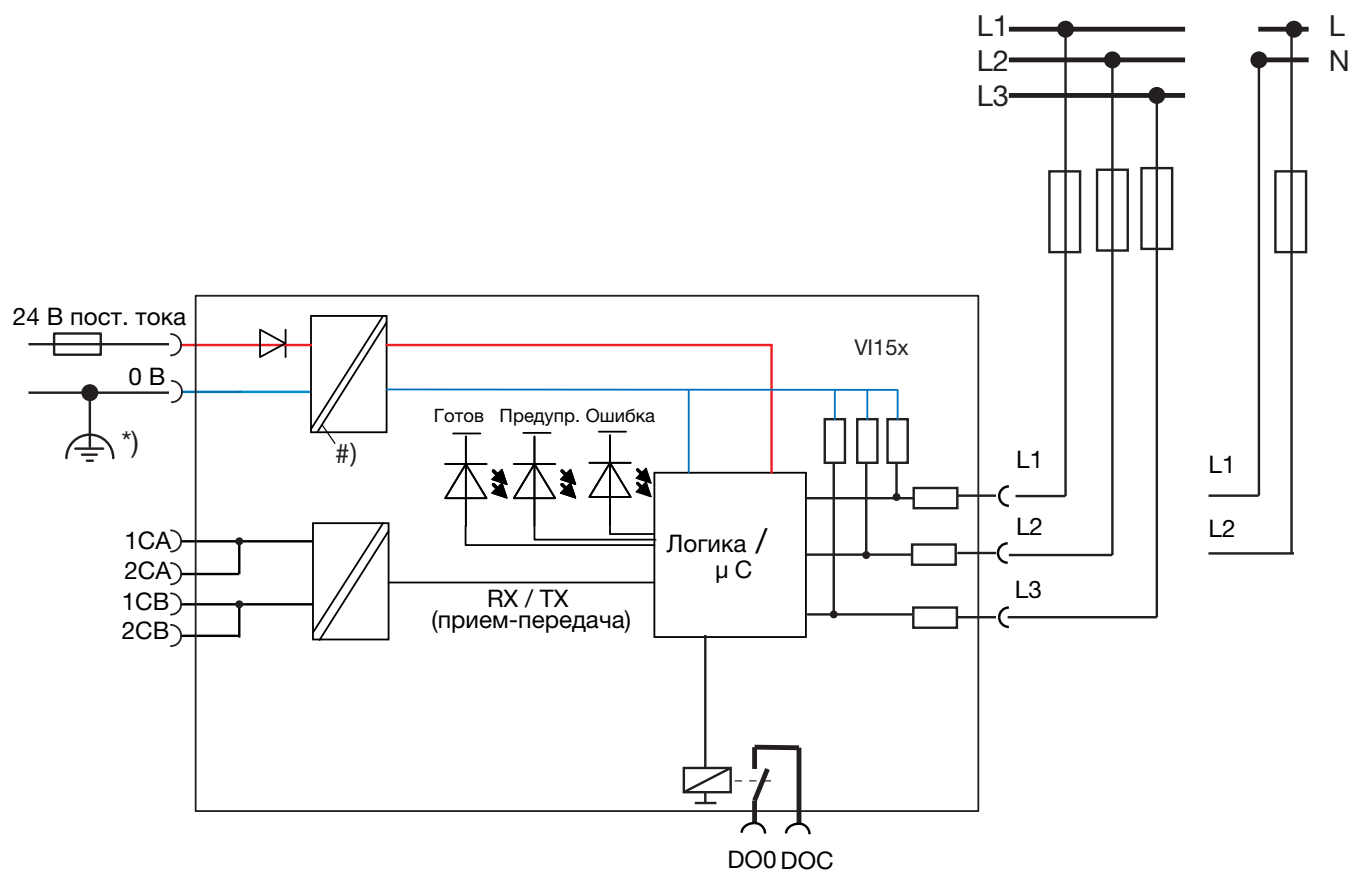 L1
L
L2
N
L3
24 В пост. тока
VI15x
0 В
Готов
Предупр.
Ошибка
*)
#)
L1
L1
1CA
Логика /
µ C
L2
L2
2CA
1CB
RX / TX
(прием-передача)
L3
2CB
DO0
DOC